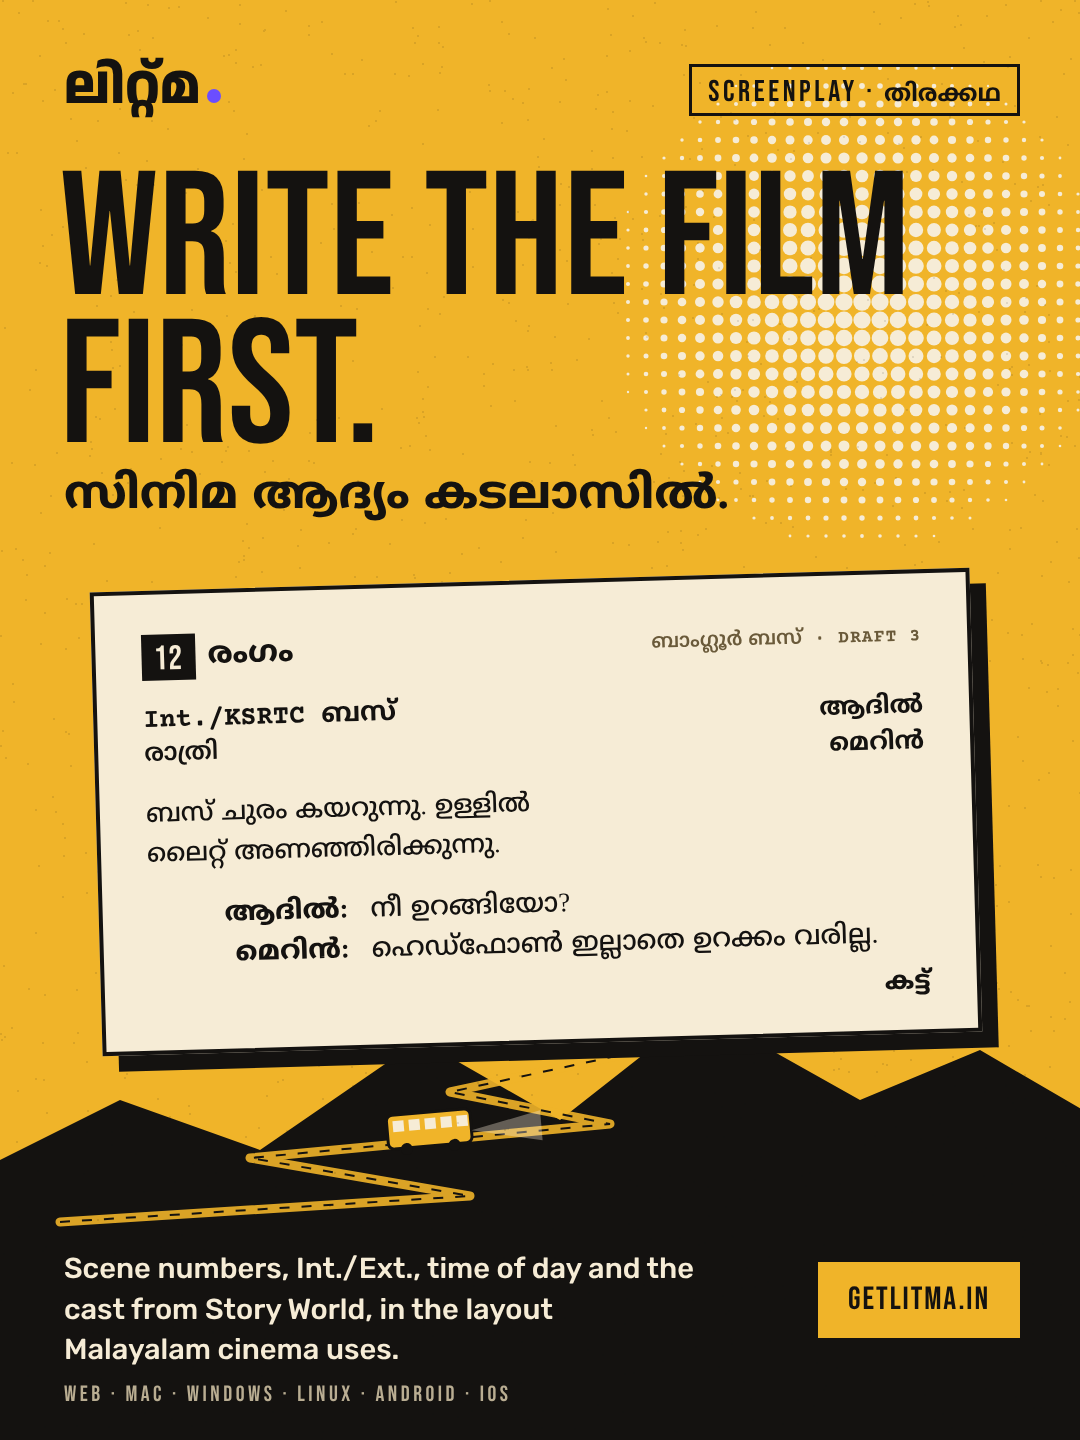 ലിറ്റ്മ.
SCREENPLAY · തിരക്കഥ
WRITE THE FILM
FIRST.
സിനിമ ആദ്യം കടലാസിൽ.
12 രംഗം
ബാംഗ്ലൂർ ബസ് · DRAFT 3
Int./KSRTC ബസ്
രാത്രി
ആദിൽ
മെറിൻ
ബസ് ചുരം കയറുന്നു. ഉള്ളിൽ
ലൈറ്റ് അണഞ്ഞിരിക്കുന്നു.
ആദിൽ: നീ ഉറങ്ങിയോ?
മെറിൻ: ഹെഡ്ഫോൺ ഇല്ലാതെ ഉറക്കം വരില്ല.
കട്ട്
Scene numbers, Int./Ext., time of day and the
cast from Story World, in the layout
Malayalam cinema uses.
GETLITMA.IN
WEB · MAC · WINDOWS · LINUX · ANDROID · IOS